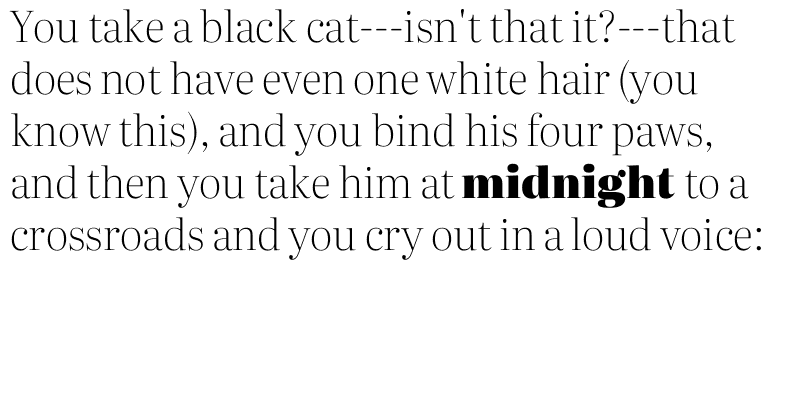 You take a black cat---isn't that it?---that
does not have even one white hair (you
know this), and you bind his four paws,
and then you take him at midnight to a
crossroads and you cry out in a loud voice: